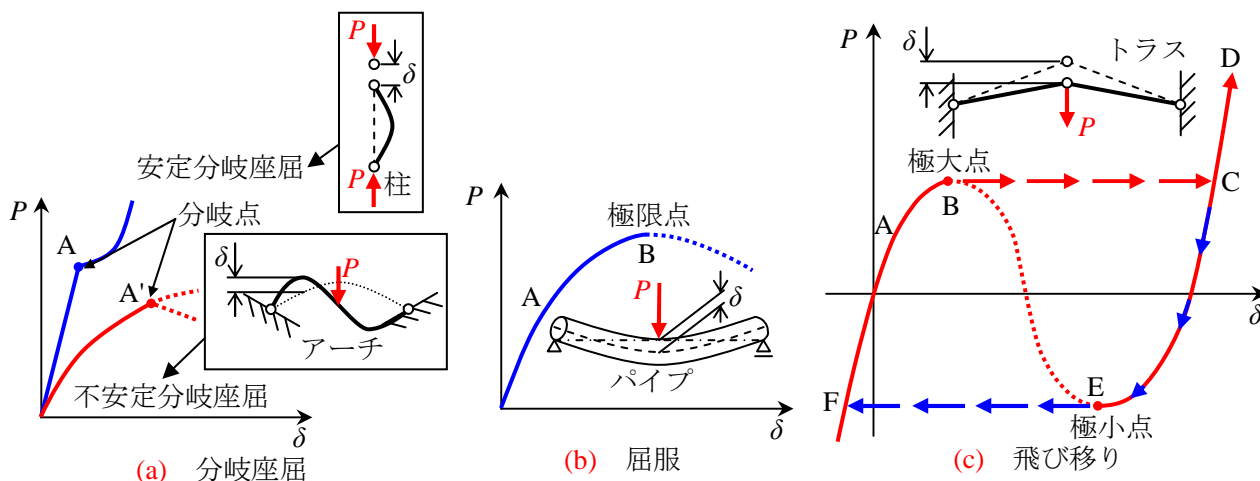 P
δ
P
柱
安定分岐座屈
P
分岐点
A
A'
δ
P
アーチ
不安定分岐座屈
δ
(a) 分岐座屈
P
極限点
B
A
P
δ
パイプ
δ
(b) 屈服
P
δ
トラス
D
P
極大点
B
C
A
δ
F
E
極小点
(c) 飛び移り